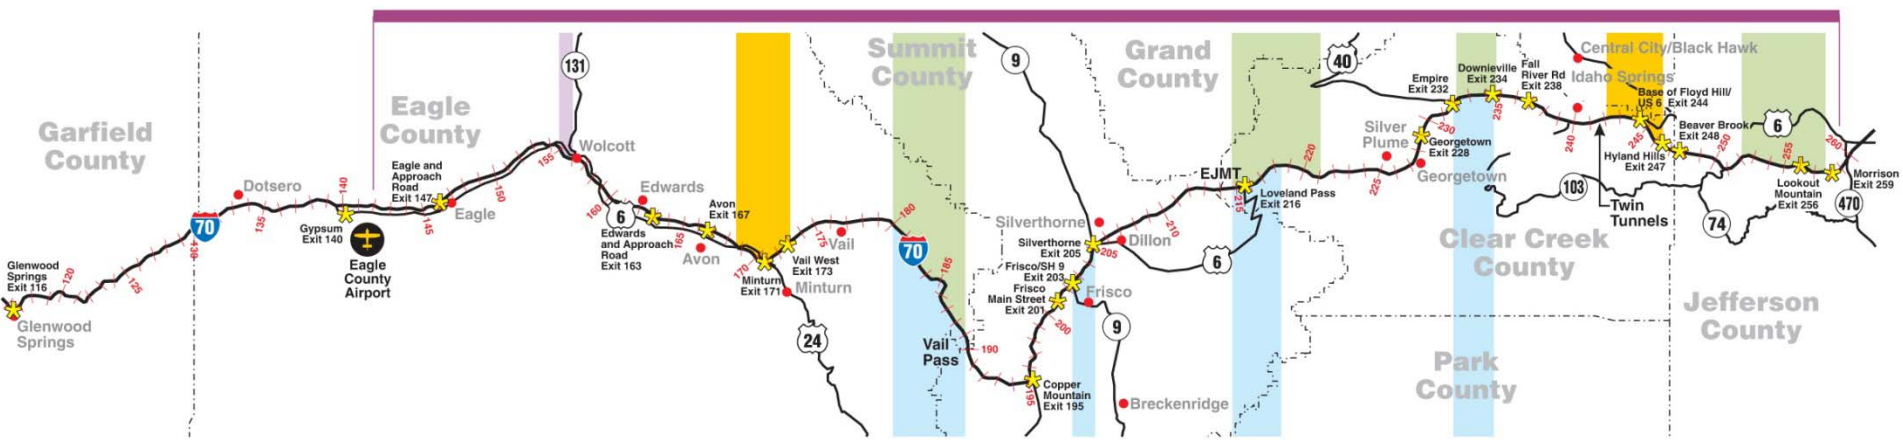 Garfield
County
Eagle
County
Summit
County
Grand
County
Clear Creek
County
Park
County
Jefferson
County
Glenwood
Springs
Exit 116
Glenwood
Springs
120
125
130
70
Dotsero
135
140
Gypsum
Exit 140
Eagle
County
Airport
Eagle and
Approach
Road
Exit 147
145
Eagle
150
155
131
Wolcott
160
6
Edwards
Edwards
and Approach
Road
Exit 163
165
Avon
Exit 167
Avon
170
Minturn
Exit 171
Minturn
24
Vail West
Exit 173
175
Vail
180
70
185
Vail
Pass
190
Copper
Mountain
Exit 195
195
9
Silverthorne
Silverthorne
Exit 205
Frisco/SH 9
Exit 203
Frisco
Main Street
Exit 201
200
Frisco
9
Breckenridge
205
Dillon
210
6
EJMT
215
Loveland Pass
Exit 216
220
40
225
Silver
Plume
Georgetown
Georgetown
Exit 228
230
Empire
Exit 232
Downieville
Exit 234
235
Fall
River Rd
Exit 238
240
Central City/Black Hawk
Idaho Springs
Base of Floyd Hill/
US 6 Exit 244
245
Twin
Tunnels
103
Hyland Hills
Exit 247
Beaver Brook
Exit 248
250
74
6
255
Lookout
Mountain
Exit 256
260
Morrison
Exit 259
470